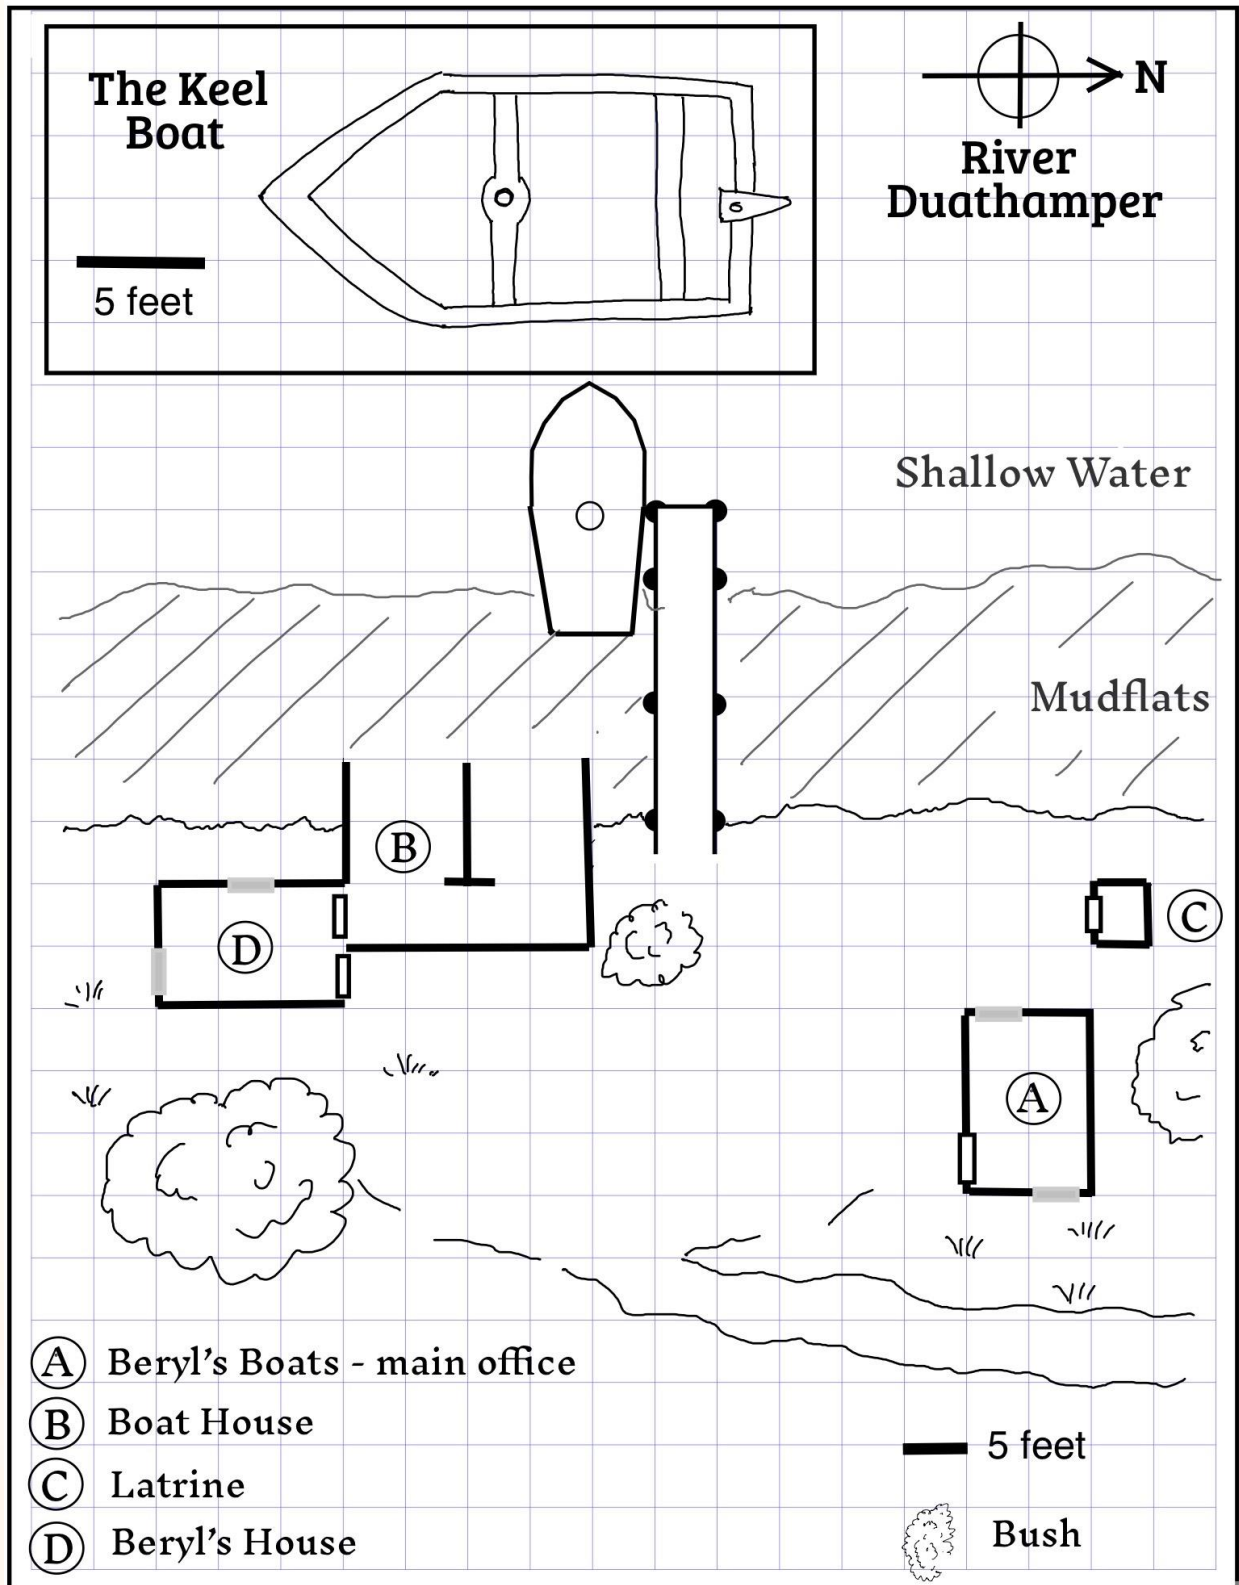 The Keel
Boat
5 feet
N
River
Duathamper
Shallow Water
Mudflats
B
D
C
A
A Beryl's Boats - main office
B Boat House
C Latrine
D Beryl's House
5 feet
Bush